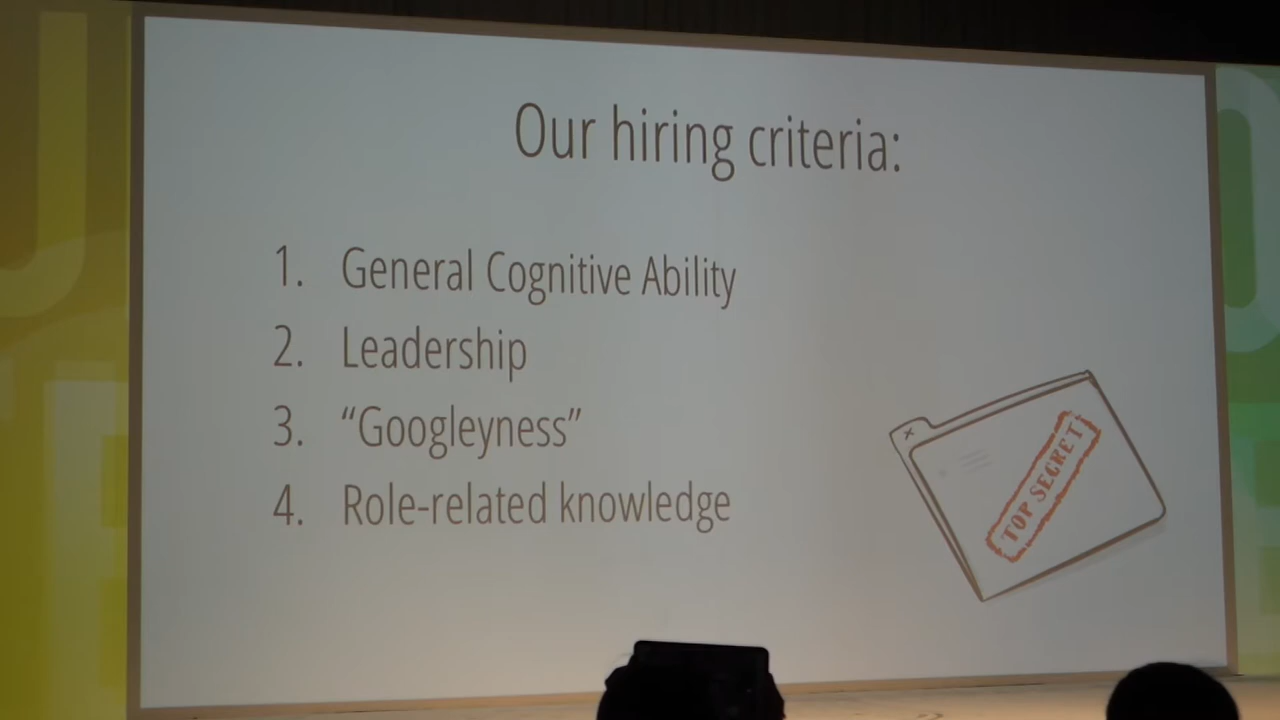 Our hiring criteria:
1. General Cognitive Ability
2. Leadership
3. “Googleyness”
4. Role-related knowledge
TOP SECRET